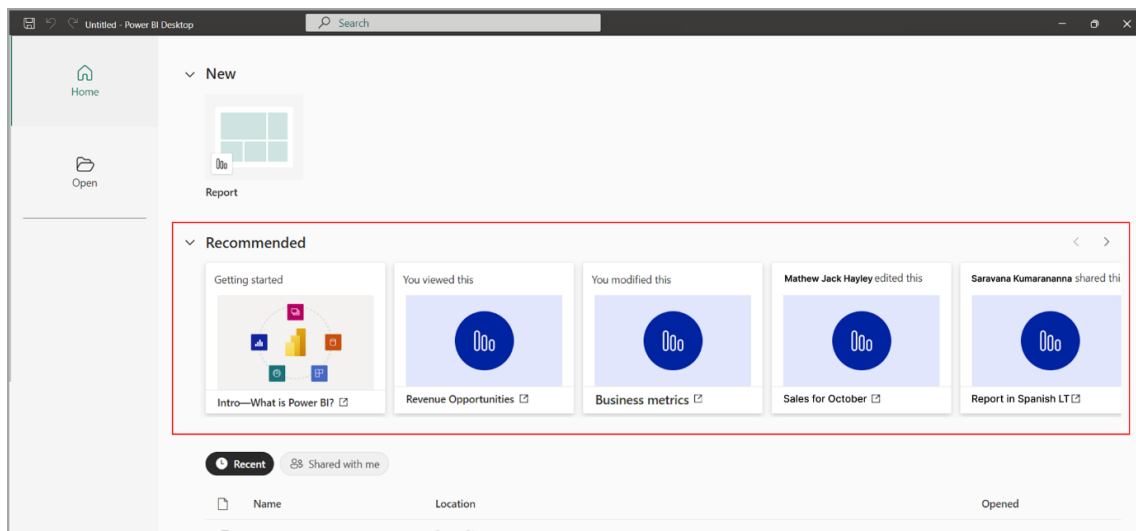 Untitled - Power BI Desktop
Search
Home
Open
New
Report
Recommended
Getting started
You viewed this
You modified this
Mathew Jack Hayley edited this
Saravana Kumarananna shared thi
Intro—What is Power BI?
Revenue Opportunities
Business metrics
Sales for October
Report in Spanish LT
Recent
Shared with me
Name
Location
Opened